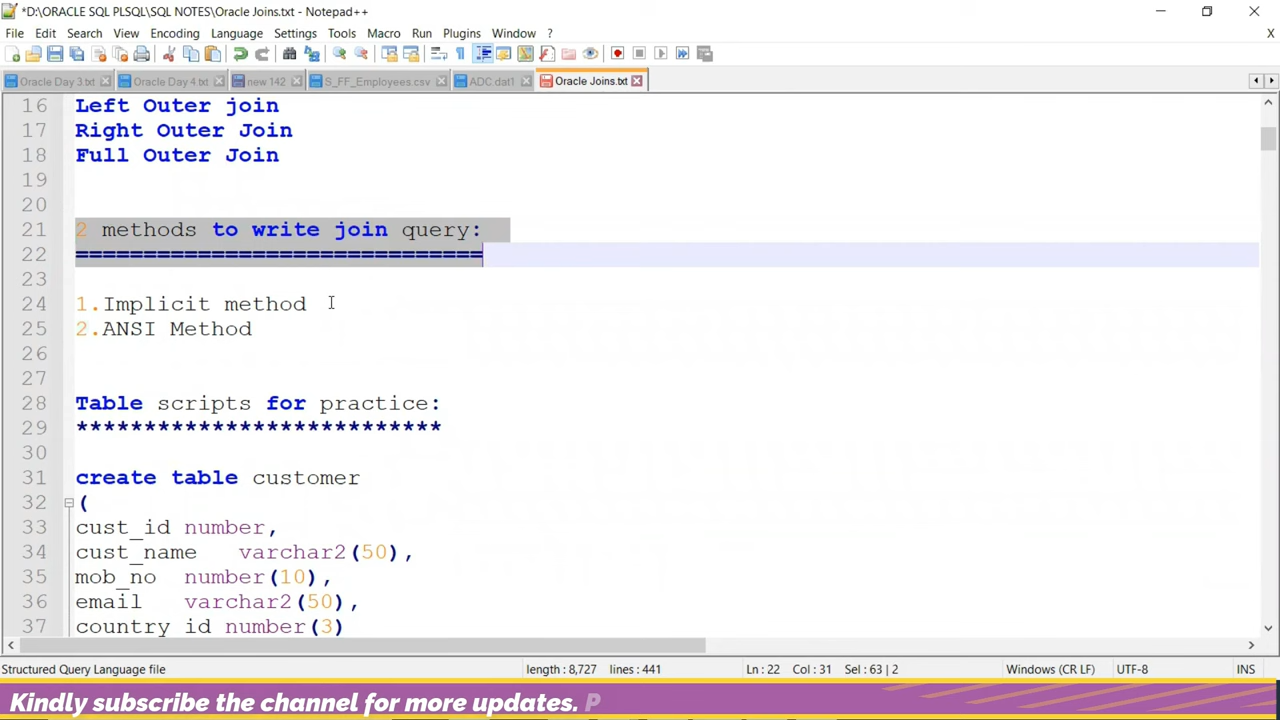 *D:\ORACLE SQL PLSQL\SQL NOTES\Oracle Joins.txt - Notepad++
File Edit Search View Encoding Language Settings Tools Macro Run Plugins Window ? X
Oracle Day 3.txt Oracle Day 4.txt new 142 S_FF_Employees.csv ADC.dat1 Oracle Joins.txt
16 Left Outer join
17 Right Outer Join
18 Full Outer Join
19
20
21 2 methods to write join query:
22 ==============================
23
24 1.Implicit method
25 2.ANSI Method
26
27
28 Table scripts for practice:
29 ***************************
30
31 create table customer
32 (
33 cust_id number,
34 cust_name varchar2(50),
35 mob_no number(10),
36 email varchar2(50),
37 country_id number(3)
Structured Query Language file length : 8,727 lines : 441 Ln : 22 Col : 31 Sel : 63 | 2 Windows (CR LF) UTF-8 INS
Kindly subscribe the channel for more updates. P